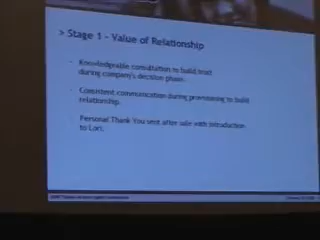 > Stage 1 - Value of Relationship
- Knowledgeable consultation to build trust
during company's decision phase.
- Consistent communication during provisioning to build
relationship.
Personal Thank You sent after sale with introduction
to Lori.